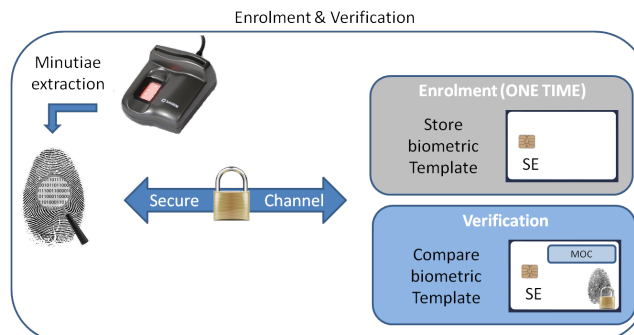 Enrolment & Verification
Minutiae
extraction
Enrolment (ONE TIME)
Store
biometric
Template
SE
Secure
Channel
Verification
Compare
biometric
Template
MOC
SE